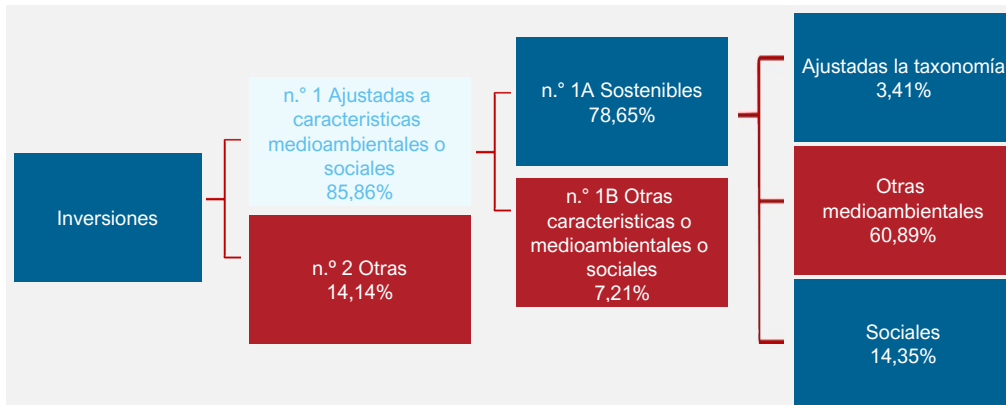 Inversiones
n.° 1 Ajustadas a
caracteristicas
medioambientales o
sociales
85,86%
n.º 2 Otras
14,14%
n.° 1A Sostenibles
78,65%
n.° 1B Otras
caracteristicas o
medioambientales o
sociales
7,21%
Ajustadas la taxonomía
3,41%
Otras
medioambientales
60,89%
Sociales
14,35%